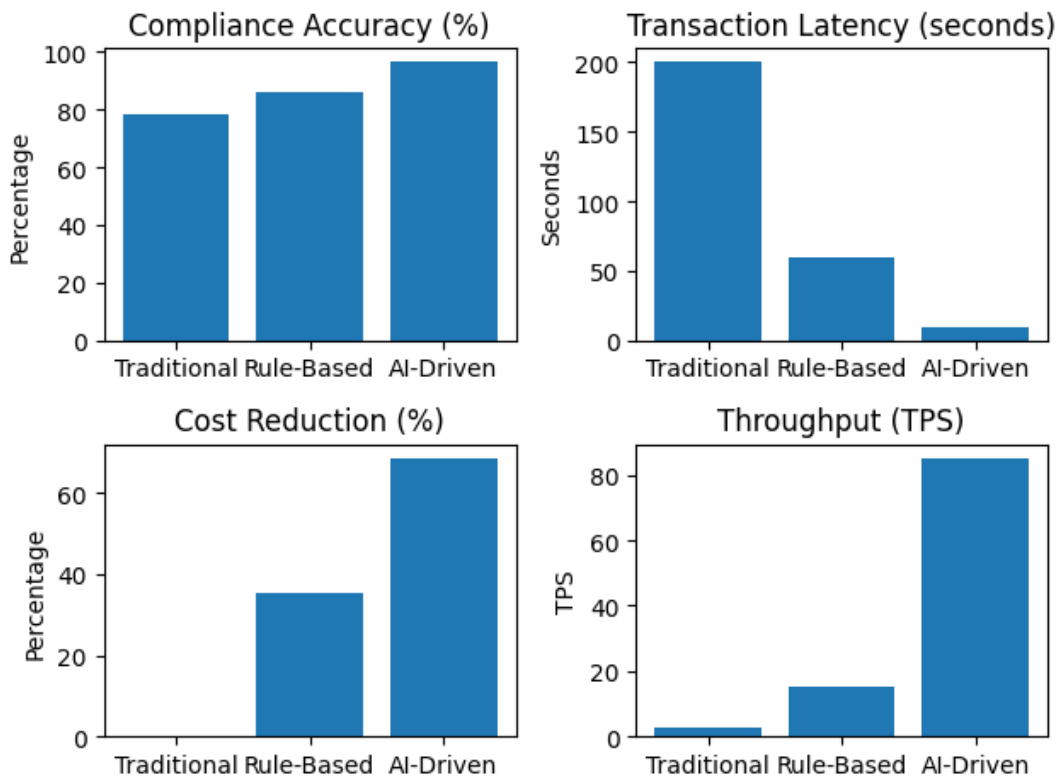 Compliance Accuracy (%)
Percentage
100
80
60
40
20
0
Traditional Rule-Based AI-Driven
Transaction Latency (seconds)
Seconds
200
150
100
50
0
Traditional Rule-Based AI-Driven
Cost Reduction (%)
Percentage
60
40
20
0
Traditional Rule-Based AI-Driven
Throughput (TPS)
TPS
80
60
40
20
0
Traditional Rule-Based AI-Driven